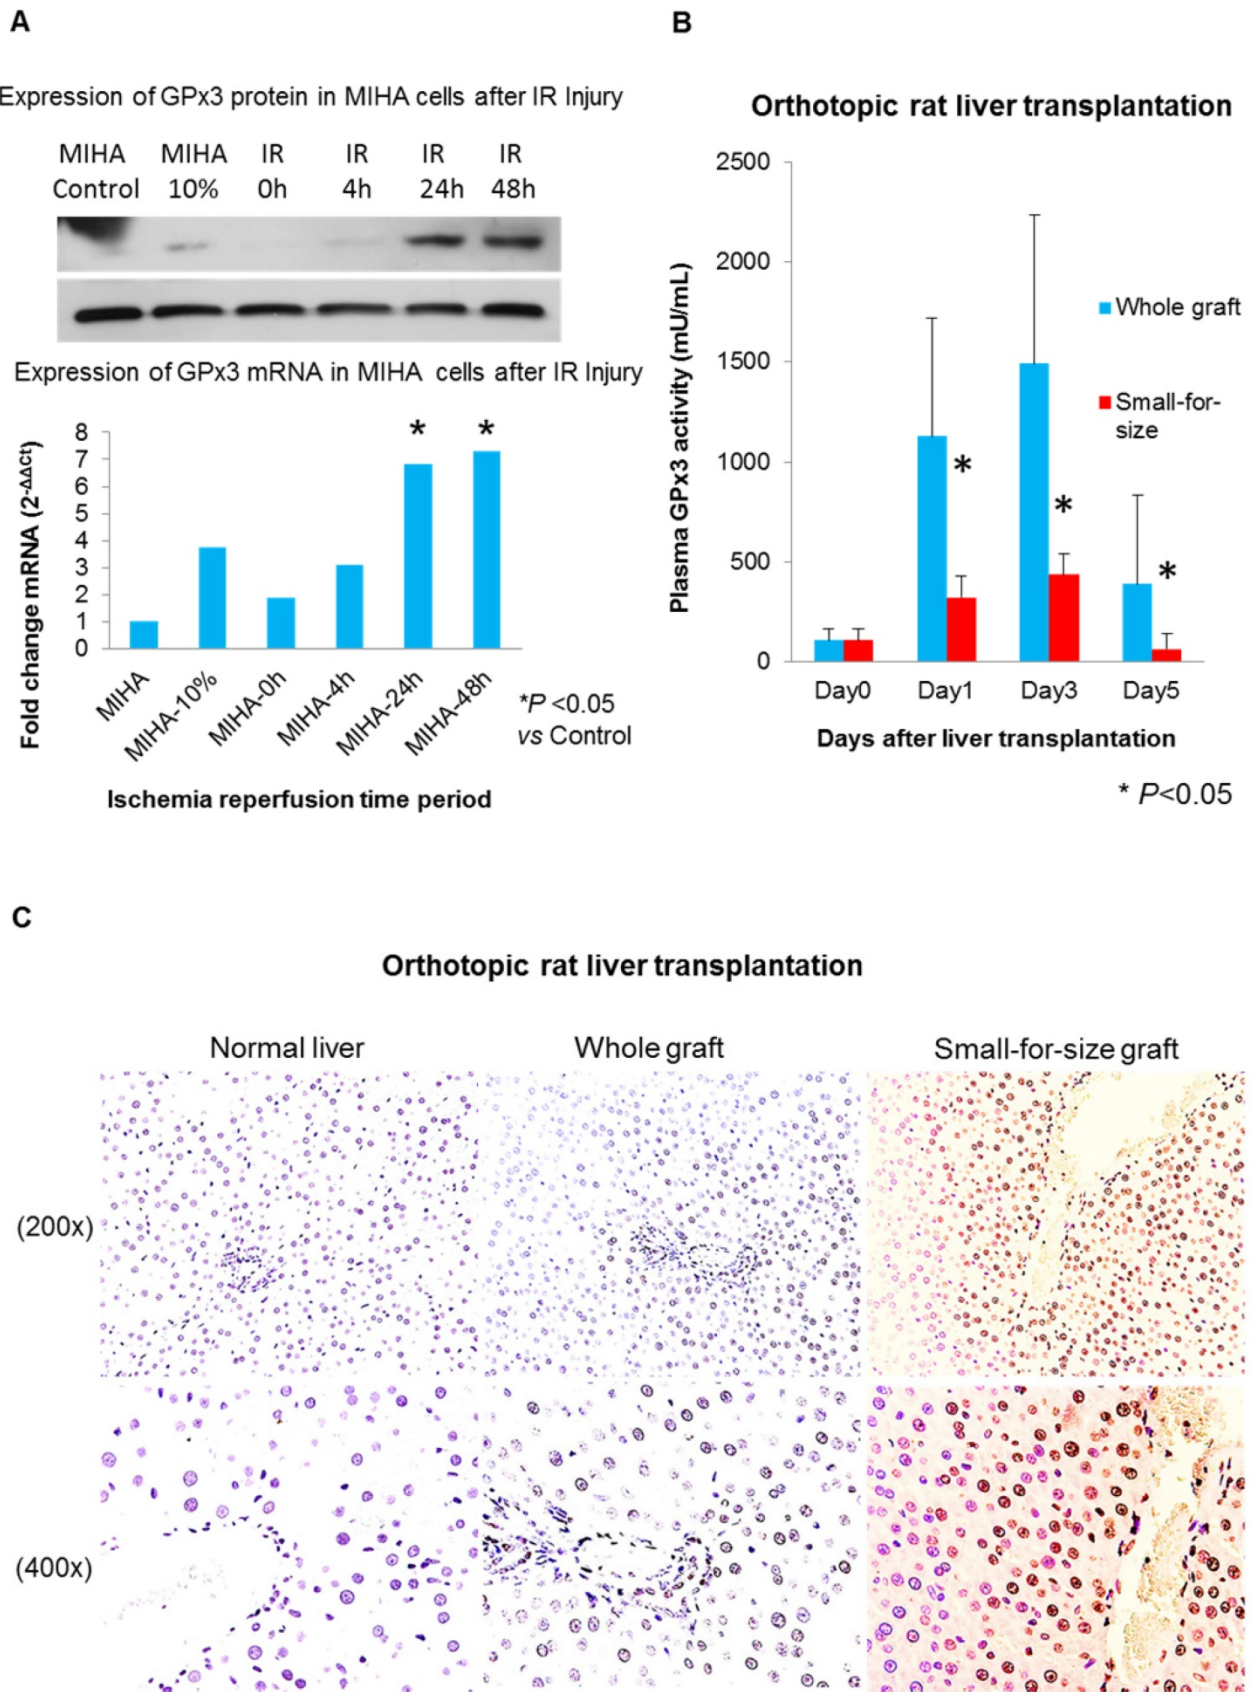 A
Expression of GPx3 protein in MIHA cells after IR Injury
MIHA MIHA IR IR IR IR
Control 10% 0h 4h 24h 48h
Expression of GPx3 mRNA in MIHA cells after IR Injury
Fold change mRNA (2-ΔΔCt)
8
7
6
5
4
3
2
1
0
* *
MIHA
MIHA-10%
MIHA-0h
MIHA-4h
MIHA-24h
MIHA-48h
*P <0.05
vs Control
Ischemia reperfusion time period
B
Orthotopic rat liver transplantation
Plasma GPx3 activity (mU/mL)
2500
2000
1500
1000
500
0
*
*
*
Whole graft
Small-for-
size
Day0 Day1 Day3 Day5
Days after liver transplantation
* P<0.05
C
Orthotopic rat liver transplantation
Normal liver Whole graft Small-for-size graft
(200x)
(400x)